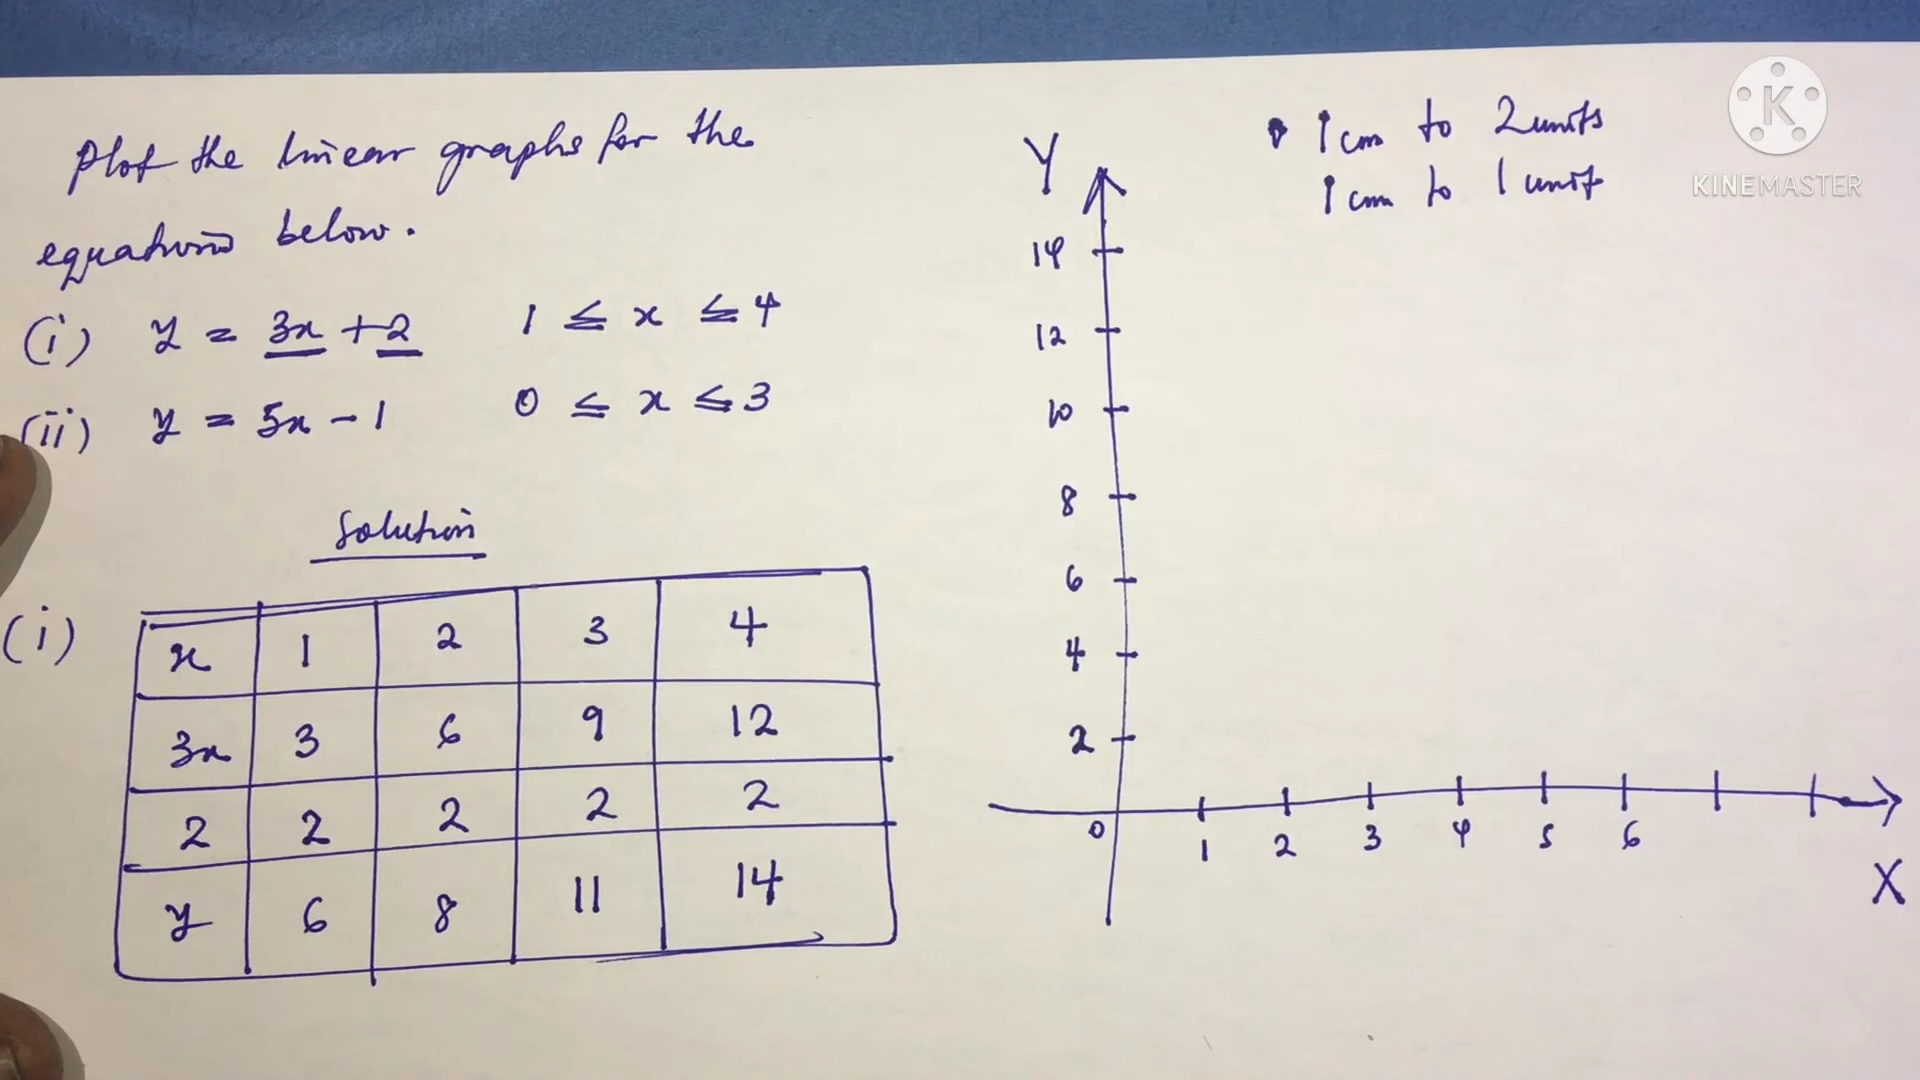 Plot the linear graphs for the
equations below.
(i) y = 3x + 2 1 ≤ x ≤ 4
(ii) y = 5x - 1 0 ≤ x ≤ 3
Solution
(i)
x 1 2 3 4
3x 3 6 9 12
2 2 2 2 2
y 6 8 11 14
1cm to 2units
1cm to 1 unit
KINEMASTER
K
Y
14
12
10
8
6
4
2
0 1 2 3 4 5 6
X